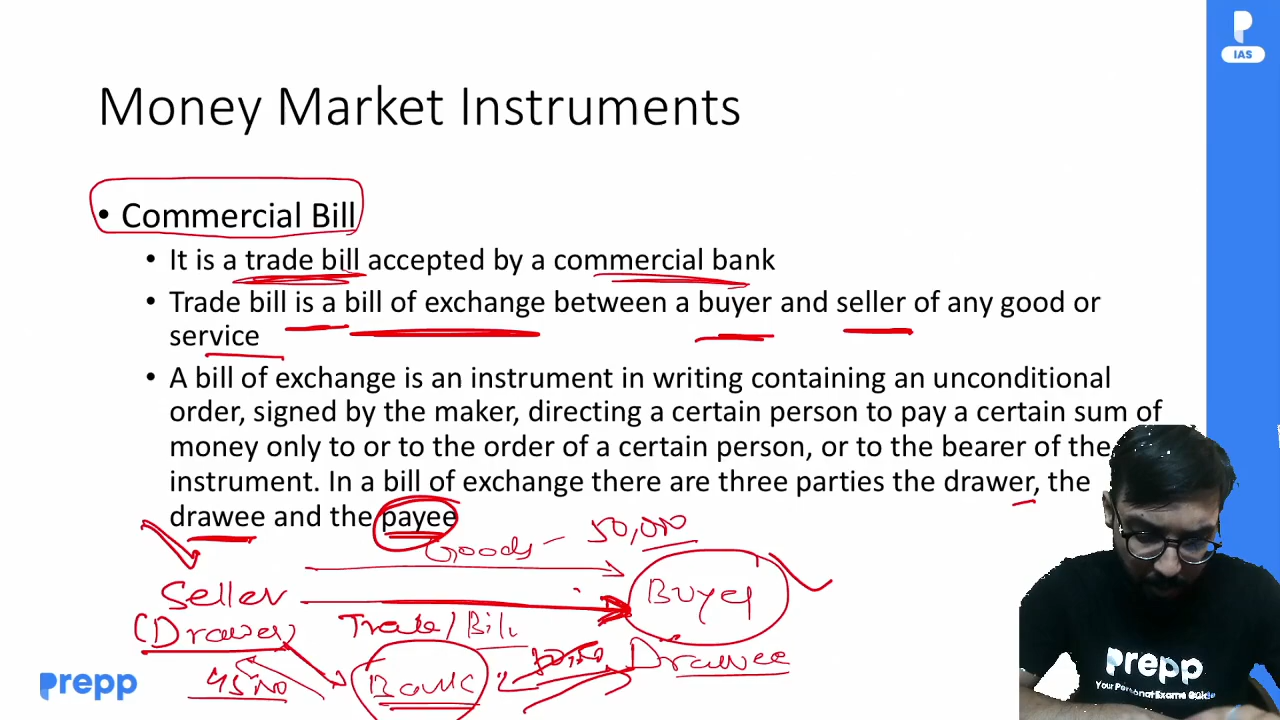 IAS
Money Market Instruments
• Commercial Bill
• It is a trade bill accepted by a commercial bank
• Trade bill is a bill of exchange between a buyer and seller of any good or
service
• A bill of exchange is an instrument in writing containing an unconditional
order, signed by the maker, directing a certain person to pay a certain sum of
money only to or to the order of a certain person, or to the bearer of the
instrument. In a bill of exchange there are three parties the drawer, the
drawee and the payee
Goods - 50,000
Seller
Buyer
(Drawer)
Trade/Bill
Drawee
Bank
prepp
prepp
Your Personal Exams Guide